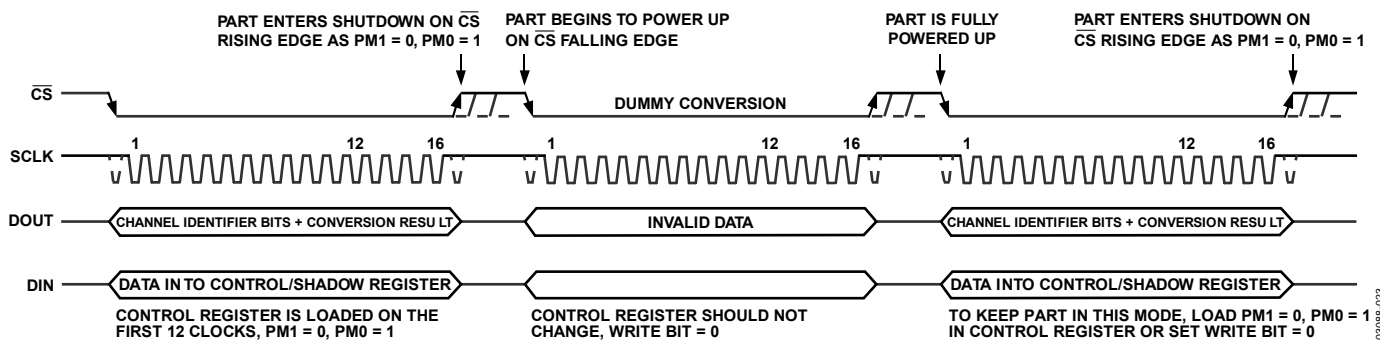 PART ENTERS SHUTDOWN ON CS
RISING EDGE AS PM1 = 0, PM0 = 1
PART BEGINS TO POWER UP
ON CS FALLING EDGE
PART IS FULLY
POWERED UP
PART ENTERS SHUTDOWN ON
CS RISING EDGE AS PM1 = 0, PM0 = 1
CS
DUMMY CONVERSION
SCLK
1 12 16
1 12 16
1 12 16
DOUT
CHANNEL IDENTIFIER BITS + CONVERSION RESULT
INVALID DATA
CHANNEL IDENTIFIER BITS + CONVERSION RESULT
DIN
DATA IN TO CONTROL/SHADOW REGISTER
DATA INTO CONTROL/SHADOW REGISTER
CONTROL REGISTER IS LOADED ON THE
FIRST 12 CLOCKS, PM1 = 0, PM0 = 1
CONTROL REGISTER SHOULD NOT
CHANGE, WRITE BIT = 0
TO KEEP PART IN THIS MODE, LOAD PM1 = 0, PM0 = 1
IN CONTROL REGISTER OR SET WRITE BIT = 0
03088-023